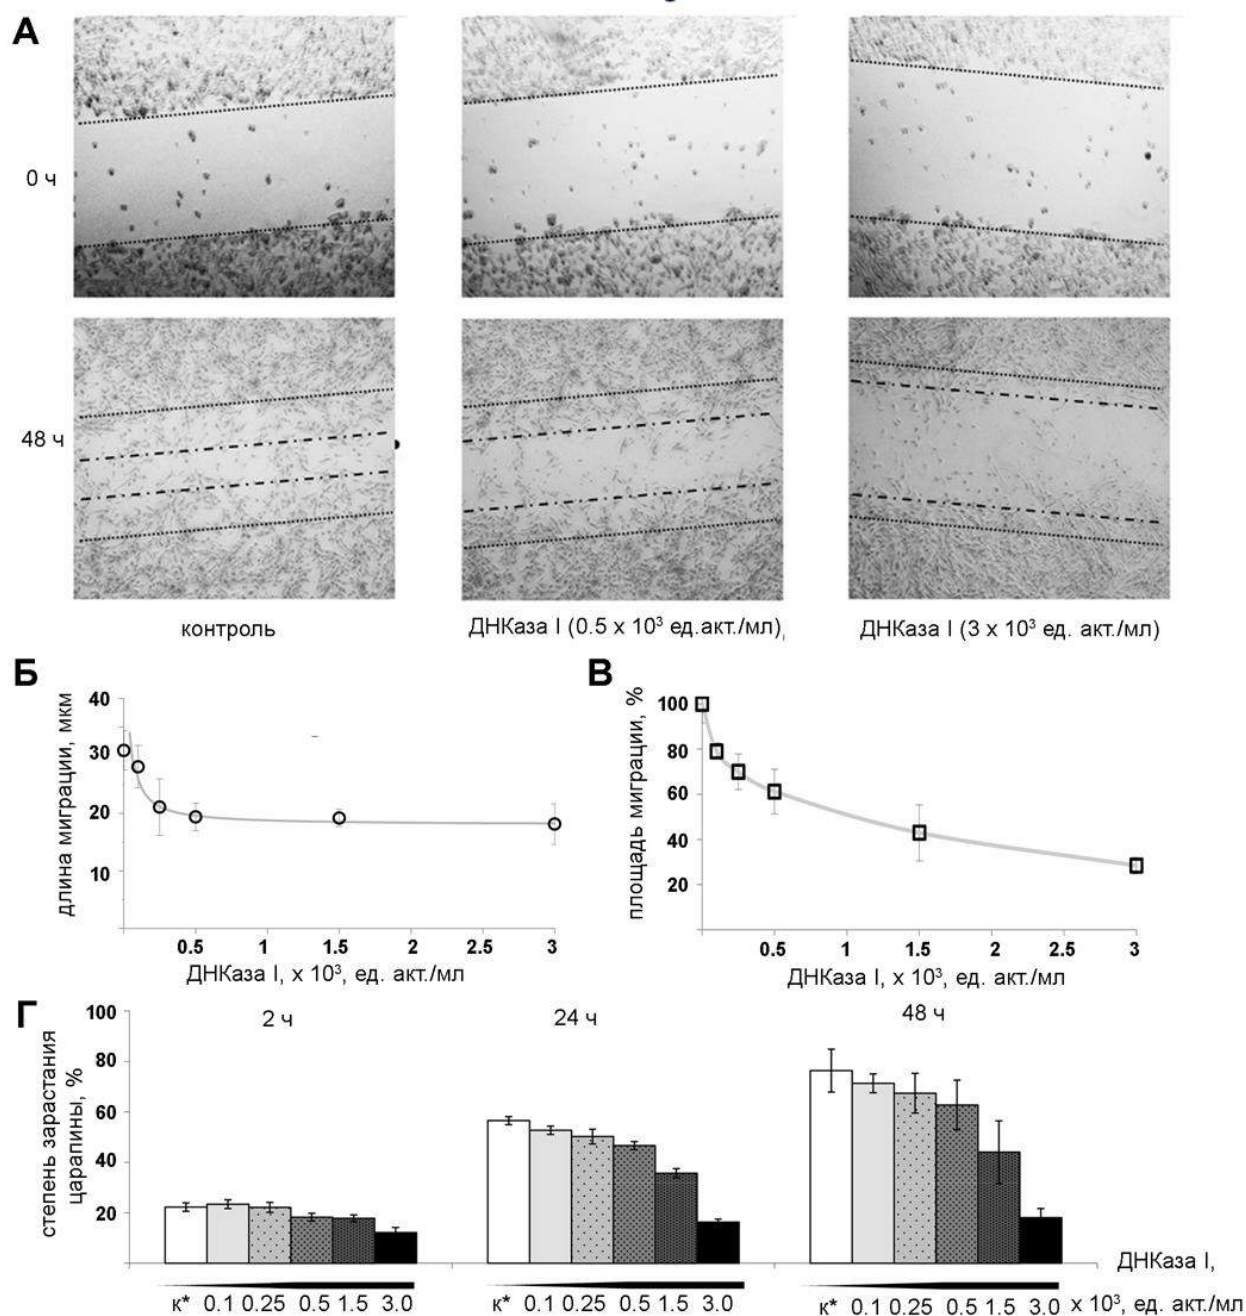 А
0 ч
48 ч
контроль
ДНКаза I (0.5 x 10³ ед.акт./мл)
ДНКаза I (3 x 10³ ед. акт./мл)
Б
длина миграции, мкм
40
30
20
10
0.5 1 1.5 2 2.5 3
ДНКаза I, x 10³, ед. акт./мл
В
площадь миграции, %
100
80
60
40
20
0.5 1 1.5 2 2.5 3
ДНКаза I, x 10³, ед. акт./мл
Г
степень зарастания
царапины, %
100
80
60
40
20
2 ч
24 ч
48 ч
ДНКаза I,
к* 0.1 0.25 0.5 1.5 3.0
к* 0.1 0.25 0.5 1.5 3.0
к* 0.1 0.25 0.5 1.5 3.0
x 10³, ед. акт./мл